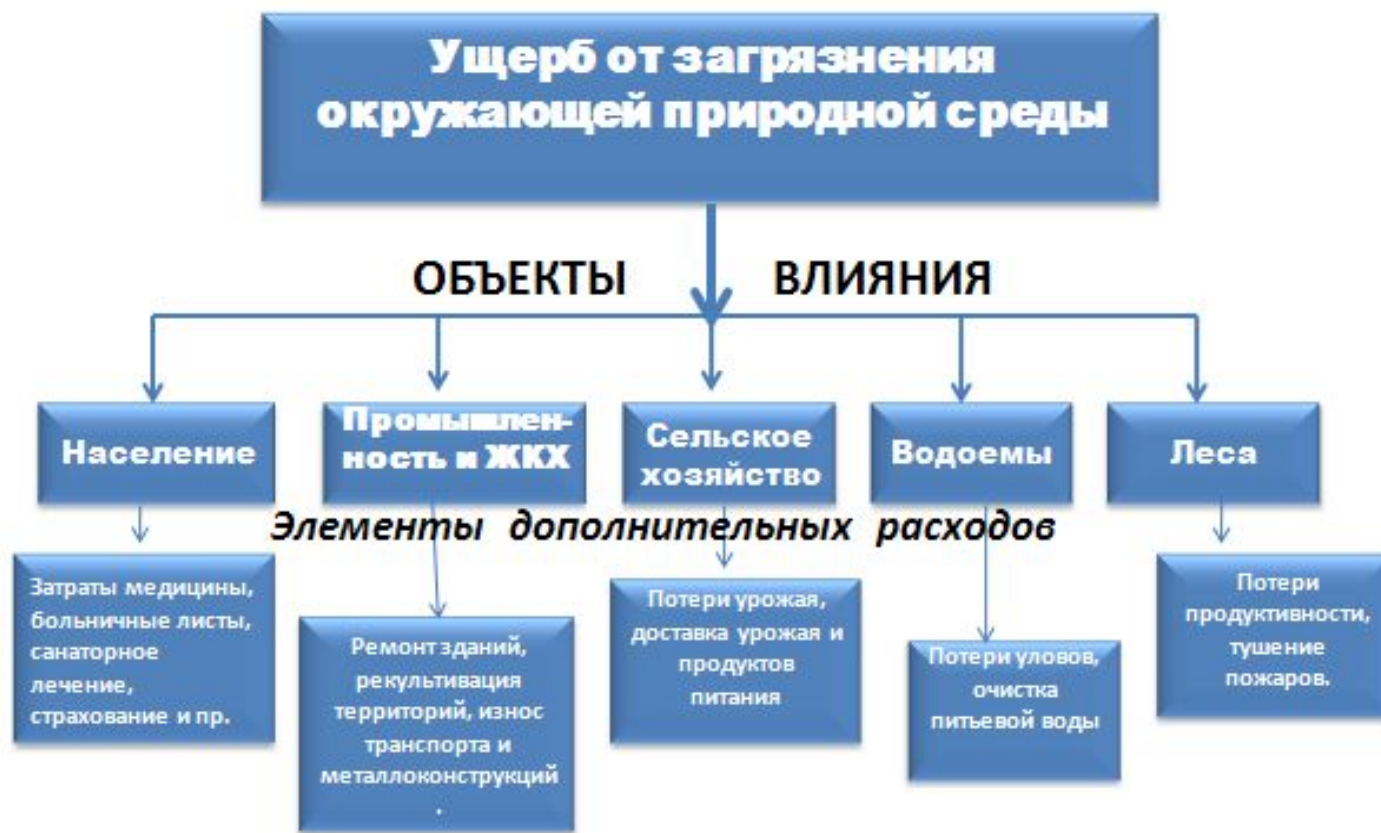 Ущерб от загрязнения
окружающей природной среды
ОБЪЕКТЫ ВЛИЯНИЯ
Население
Промышлен-
ность и ЖКХ
Сельское
хозяйство
Водоемы
Леса
Элементы дополнительных расходов
Затраты медицины,
больничные листы,
санаторное
лечение,
страхование и пр.
Ремонт зданий,
рекультивация
территорий, износ
транспорта и
металлоконструкций
.
Потери урожая,
доставка урожая и
продуктов
питания
Потери уловов,
очистка
питьевой воды
Потери
продуктивности,
тушение
пожаров.